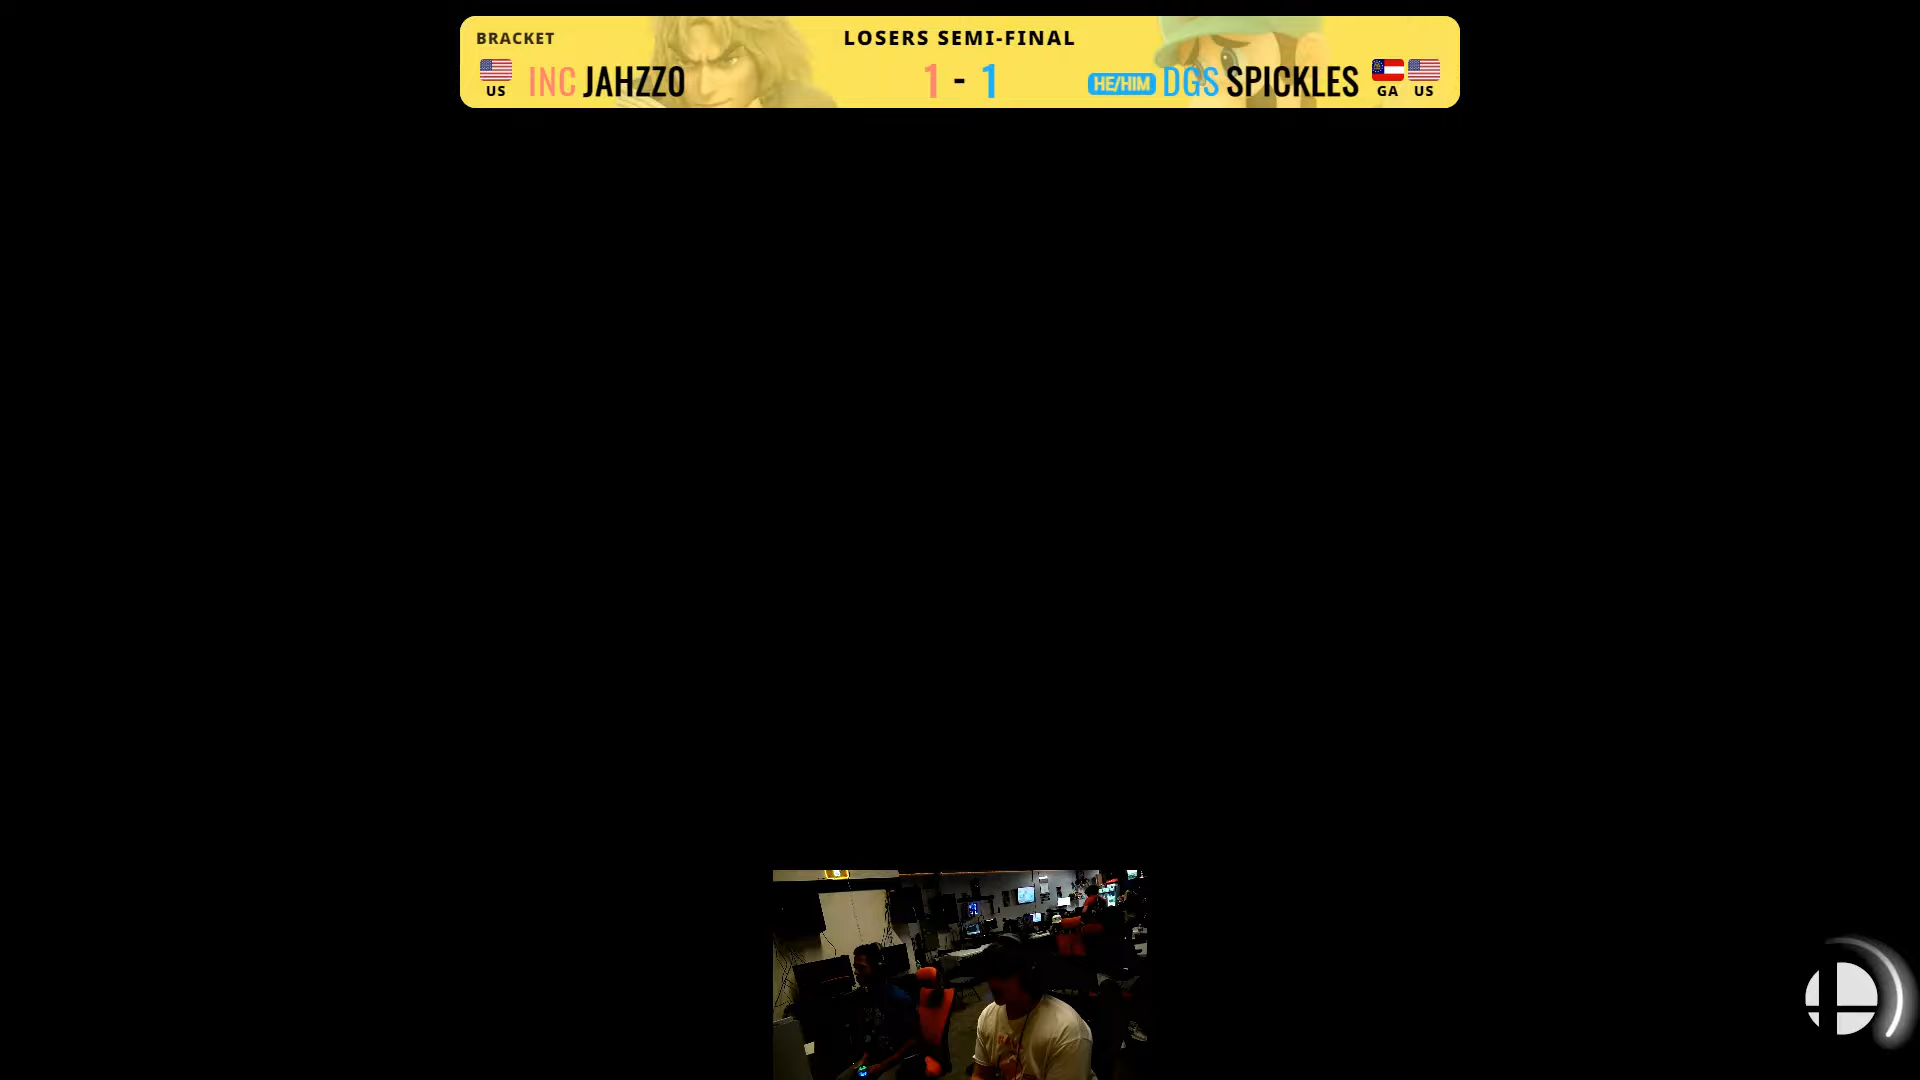 BRACKET
LOSERS SEMI-FINAL
US
INC JAHZZO
1 - 1
HE/HIM DGS SPICKLES
GA US